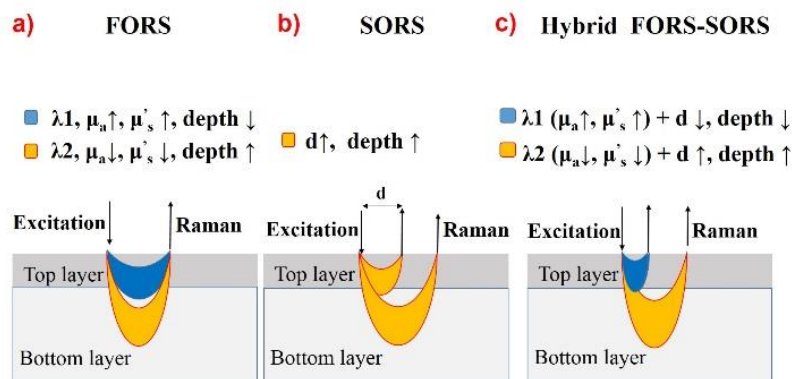 a) FORS
λ1, μa↑, μ's ↑, depth ↓
λ2, μa↓, μ's ↓, depth ↑
Excitation
Raman
Top layer
Bottom layer
b) SORS
d↑, depth ↑
d
Excitation
Raman
Top layer
Bottom layer
c) Hybrid FORS-SORS
λ1 (μa↑, μ's ↑) + d ↓, depth ↓
λ2 (μa↓, μ's ↓) + d ↑, depth ↑
Excitation
Raman
Top layer
Bottom layer